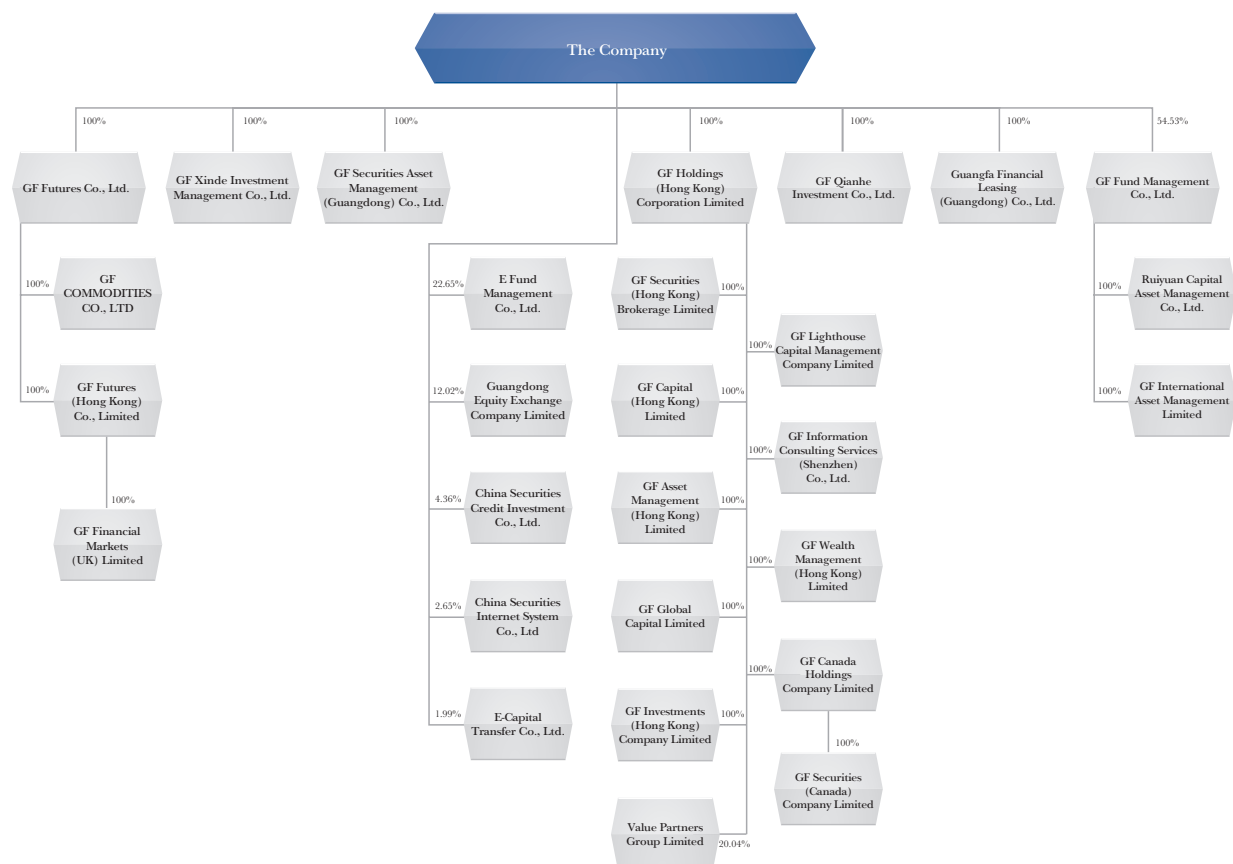 The Company
100%
100%
100%
100%
100%
100%
54.53%
GF Futures Co., Ltd.
GF Xinde Investment
Management Co., Ltd.
GF Securities Asset
Management
(Guangdong) Co., Ltd.
GF Holdings
(Hong Kong)
Corporation Limited
GF Qianhe
Investment Co., Ltd.
Guangfa Financial
Leasing
(Guangdong) Co., Ltd.
GF Fund Management
Co., Ltd.
100%
GF
COMMODITIES
CO., LTD
100%
GF Futures
(Hong Kong)
Co., Limited
100%
GF Financial
Markets
(UK) Limited
22.65%
E Fund
Management
Co., Ltd.
12.02%
Guangdong
Equity Exchange
Company Limited
4.36%
China Securities
Credit Investment
Co., Ltd.
2.65%
China Securities
Internet System
Co., Ltd
1.99%
E-Capital
Transfer Co., Ltd.
GF Securities
(Hong Kong)
Brokerage Limited
100%
100%
GF Lighthouse
Capital Management
Company Limited
GF Capital
(Hong Kong)
Limited
100%
100%
GF Information
Consulting Services
(Shenzhen)
Co., Ltd.
GF Asset
Management
(Hong Kong)
Limited
100%
100%
GF Wealth
Management
(Hong Kong)
Limited
GF Global
Capital Limited
100%
100%
GF Canada
Holdings
Company Limited
GF Investments
(Hong Kong)
Company Limited
100%
100%
GF Securities
(Canada)
Company Limited
Value Partners
Group Limited
20.04%
100%
Ruiyuan Capital
Asset Management
Co., Ltd.
100%
GF International
Asset Management
Limited